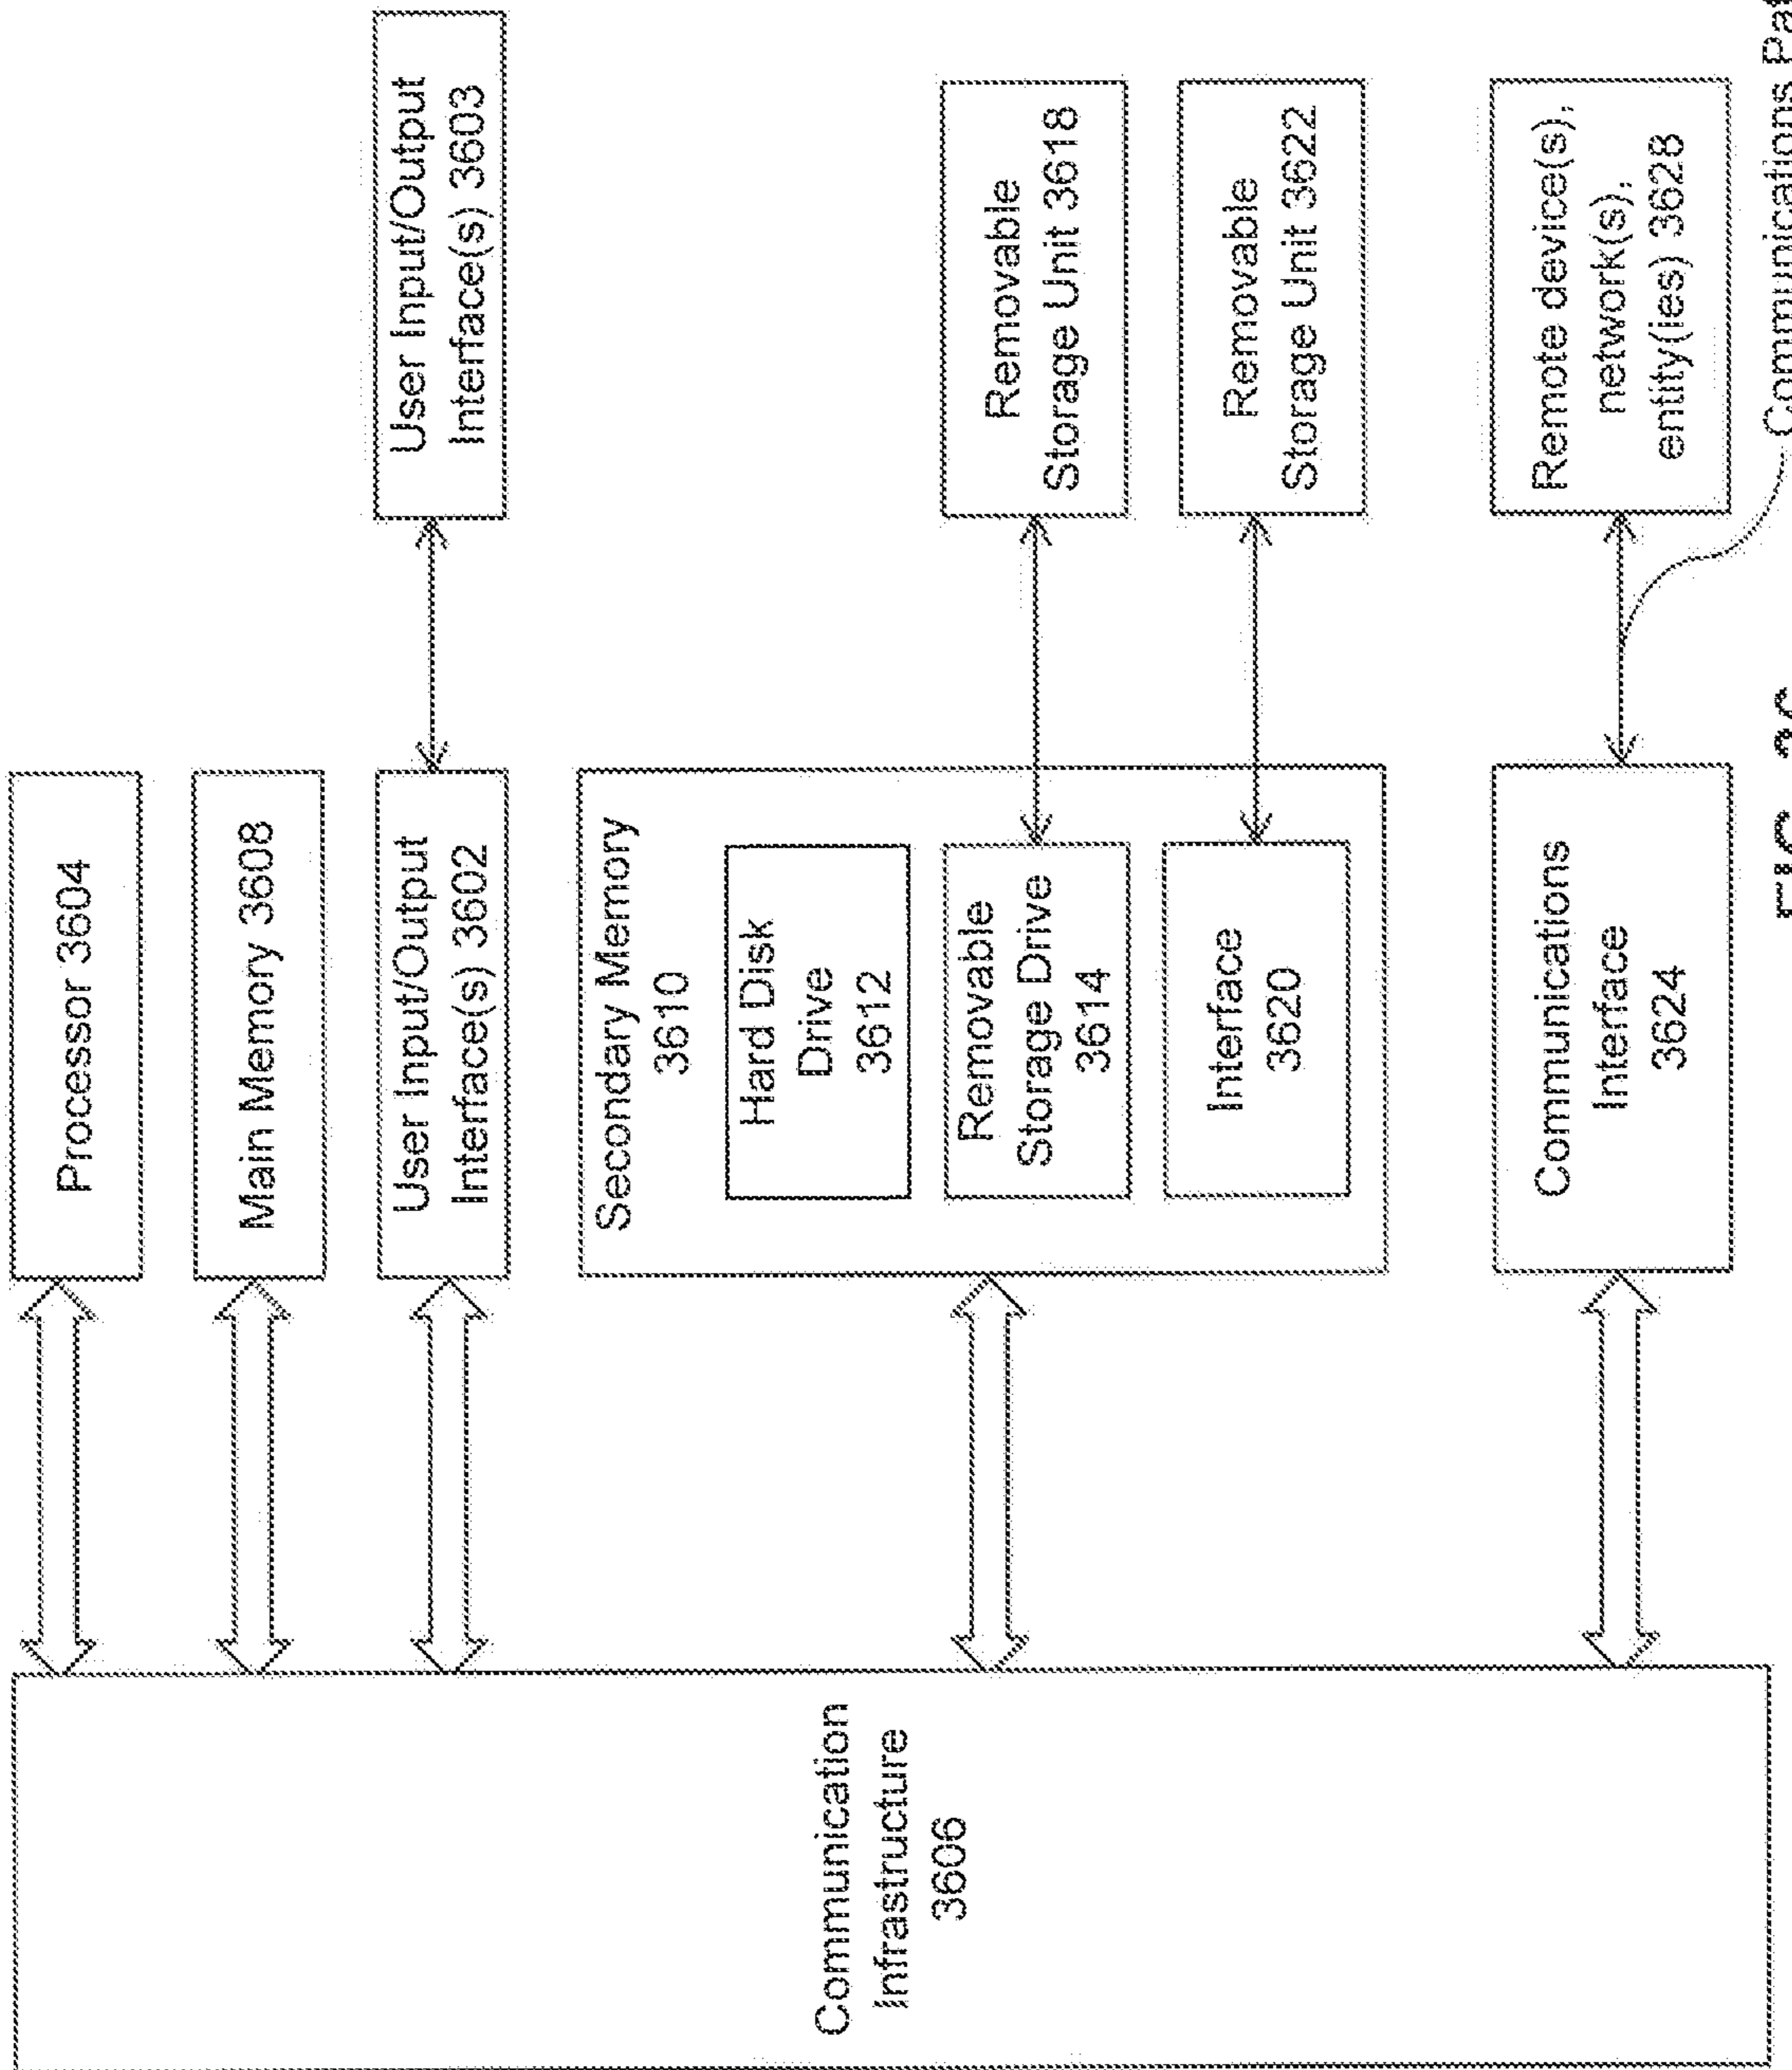 Processor 3604
Main Memory 3608
User Input/Output
Interface(s) 3602
User Input/Output
Interface(s) 3603
Secondary Memory
3610
Hard Disk
Drive
3612
Removable
Storage Drive
3614
Removable
Storage Unit 3618
Interface
3620
Removable
Storage Unit 3622
Communications
Interface
3624
Remote device(s),
network(s),
entity(ies) 3628
Communication
Infrastructure
3606
Communications